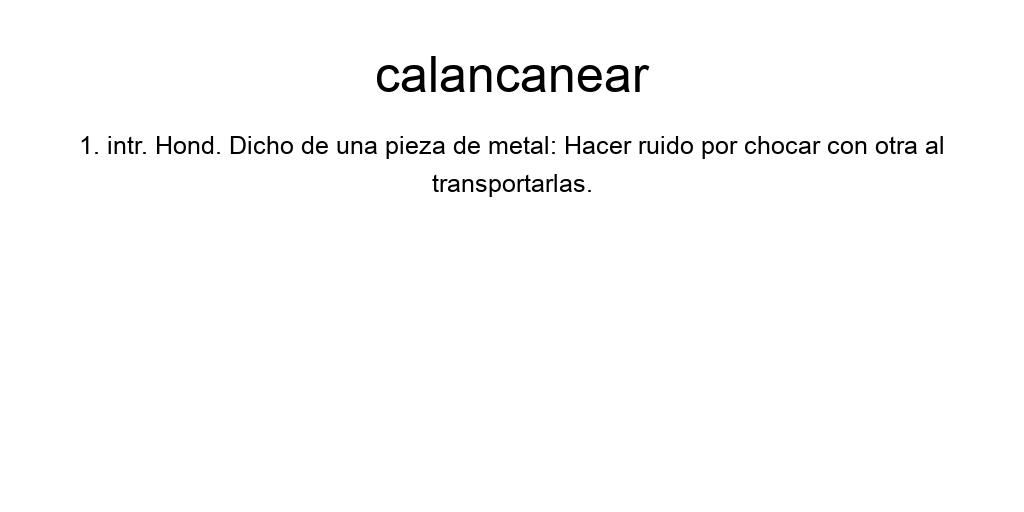 calancanear
1. intr. Hond. Dicho de una pieza de metal: Hacer ruido por chocar con otra al
transportarlas.